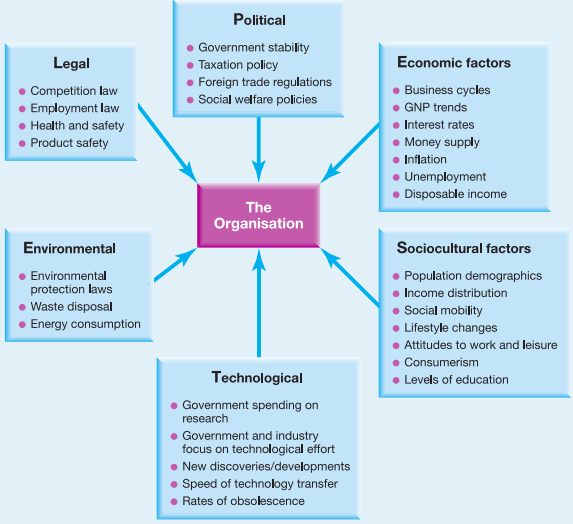 Political
Government stability
Taxation policy
Foreign trade regulations
Social welfare policies
Legal
Competition law
Employment law
Health and safety
Product safety
Economic factors
Business cycles
GNP trends
Interest rates
Money supply
Inflation
Unemployment
Disposable income
The
Organisation
Environmental
Environmental
protection laws
Waste disposal
Energy consumption
Sociocultural factors
Population demographics
Income distribution
Social mobility
Lifestyle changes
Attitudes to work and leisure
Consumerism
Levels of education
Technological
Government spending on
research
Government and industry
focus on technological effort
New discoveries/developments
Speed of technology transfer
Rates of obsolescence